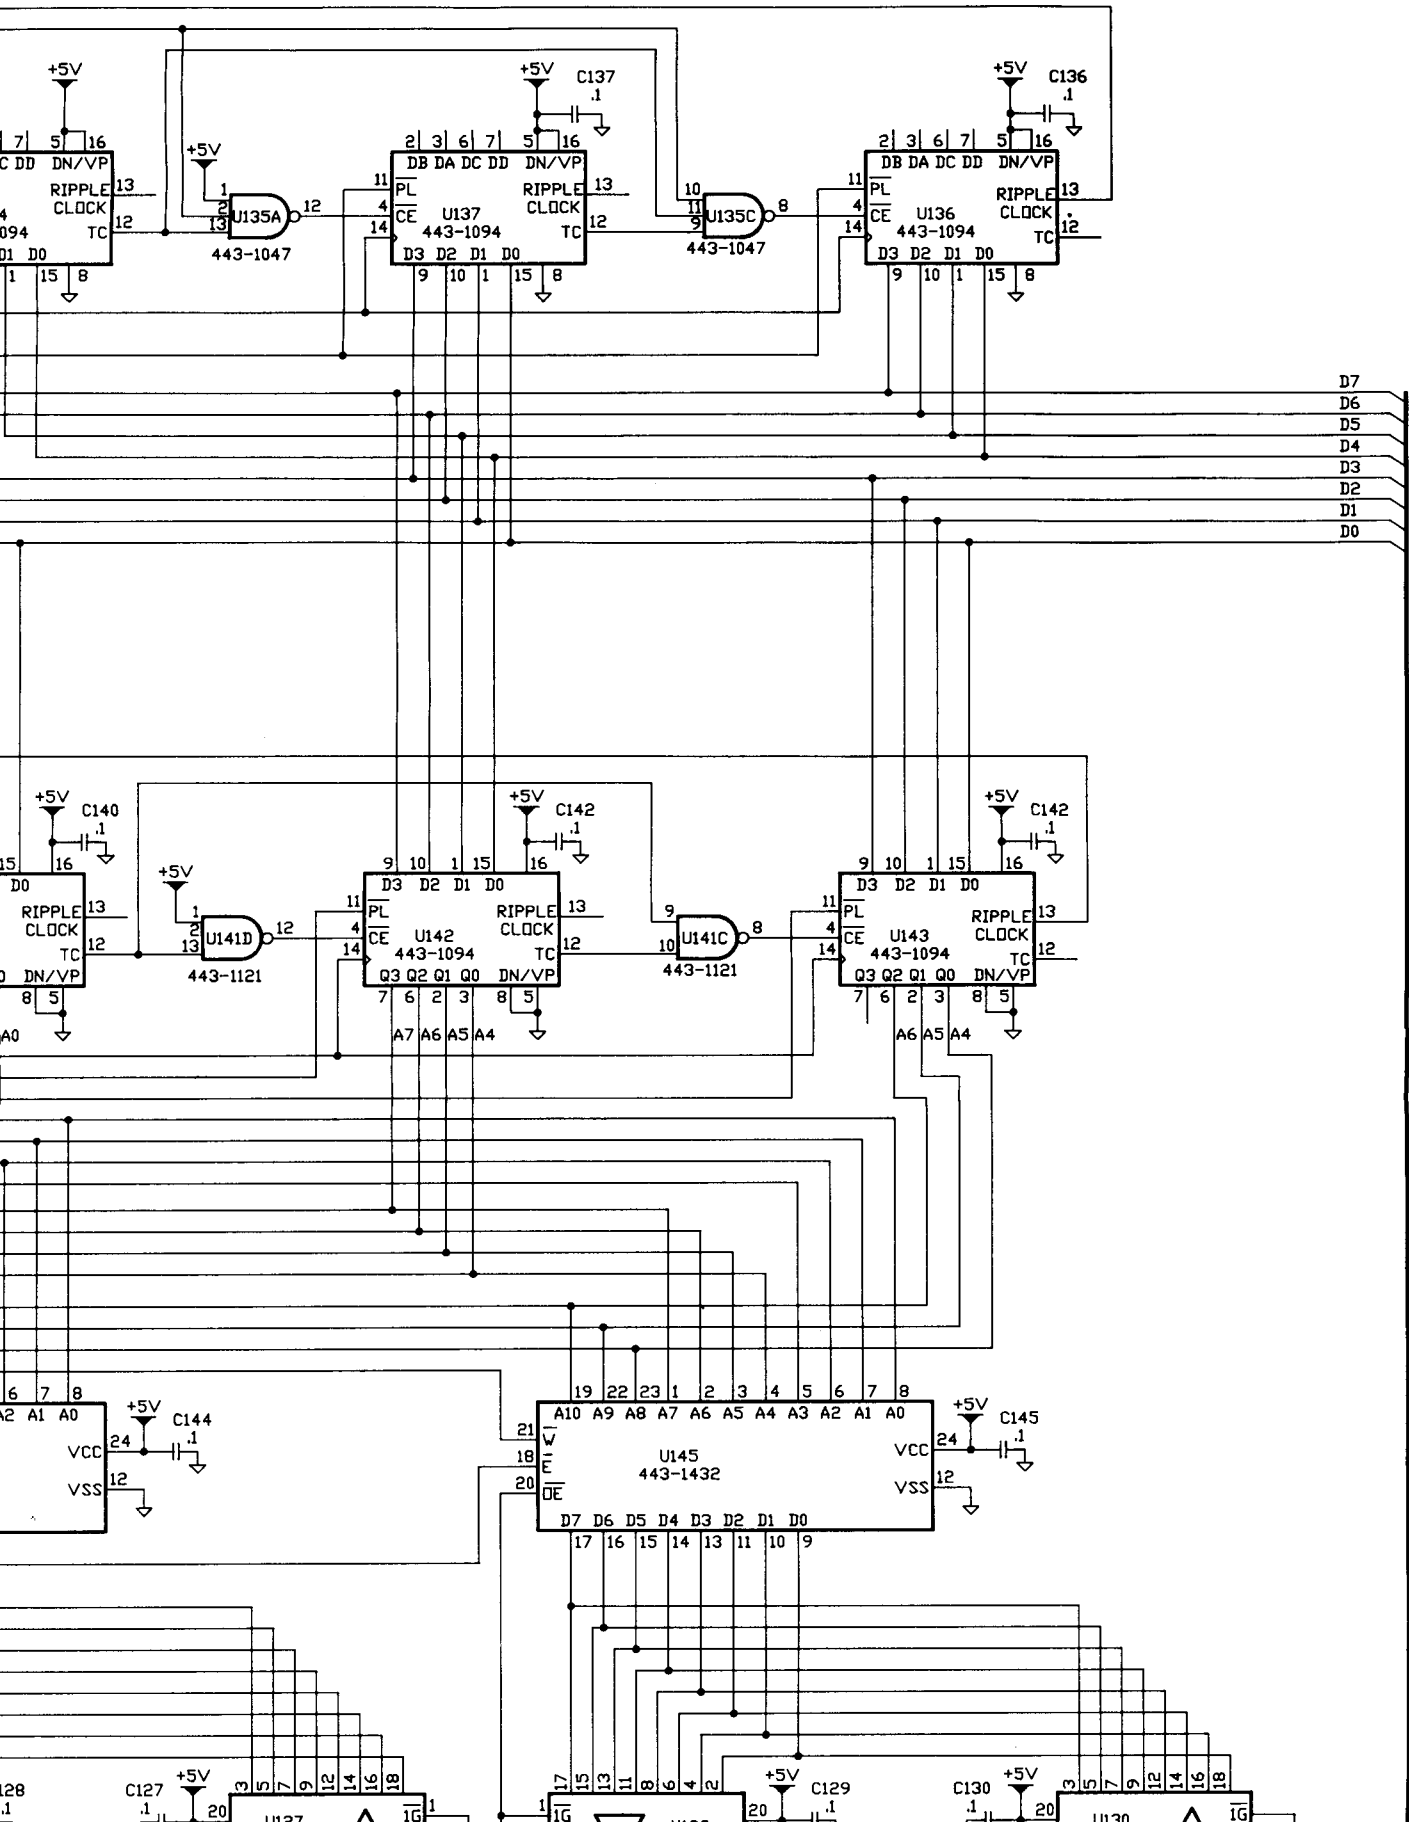 +5V +5V C137 .1 +5V C136 .1
7 5 16 2 3 6 7 5 16 2 3 6 7 5 16
C DD DN/VP +5V DB DA DC DD DN/VP DB DA DC DD DN/VP
RIPPLE 13 CLOCK 11 PL RIPPLE 13 CLOCK 11 PL RIPPLE 13 CLOCK
4 094 TC 12
1 2 13 U135A 12 443-1047
4 CE 14 U137 443-1094 TC 12
10 11 9 U135C 8 443-1047
4 CE 14 U136 443-1094 TC 12
D1 D0 D3 D2 D1 D0 D3 D2 D1 D0
1 15 8 9 10 1 15 8 9 10 1 15 8
D7
D6
D5
D4
D3
D2
D1
D0
+5V C140 .1 +5V C142 .1 +5V C142 .1
15 16 9 10 1 15 16 9 10 1 15 16
D0 +5V D3 D2 D1 D0 D3 D2 D1 D0
RIPPLE 13 CLOCK 11 PL RIPPLE 13 CLOCK 11 PL RIPPLE 13 CLOCK
TC 12
1 2 13 U141D 12 443-1121
4 CE 14 U142 443-1094 TC 12
9 10 U141C 8 443-1121
4 CE 14 U143 443-1094 TC 12
0 DN/VP Q3 Q2 Q1 Q0 DN/VP Q3 Q2 Q1 Q0 DN/VP
8 5 7 6 2 3 8 5 7 6 2 3 8 5
A0 A7 A6 A5 A4 A6 A5 A4
6 7 8 19 22 23 1 2 3 4 5 6 7 8
A2 A1 A0 +5V C144 .1 A10 A9 A8 A7 A6 A5 A4 A3 A2 A1 A0 +5V C145 .1
VCC 24 21 W U145 VCC 24
18 E 443-1432
VSS 12 20 OE VSS 12
D7 D6 D5 D4 D3 D2 D1 D0
17 16 15 14 13 11 10 9
3 5 7 9 12 14 16 18 17 15 13 11 8 6 4 2 3 5 7 9 12 14 16 18
128 .1 C127 .1 +5V 20 U127 1G 1 1 1G +5V 20 C129 .1 C130 .1 +5V 20 U130 1G